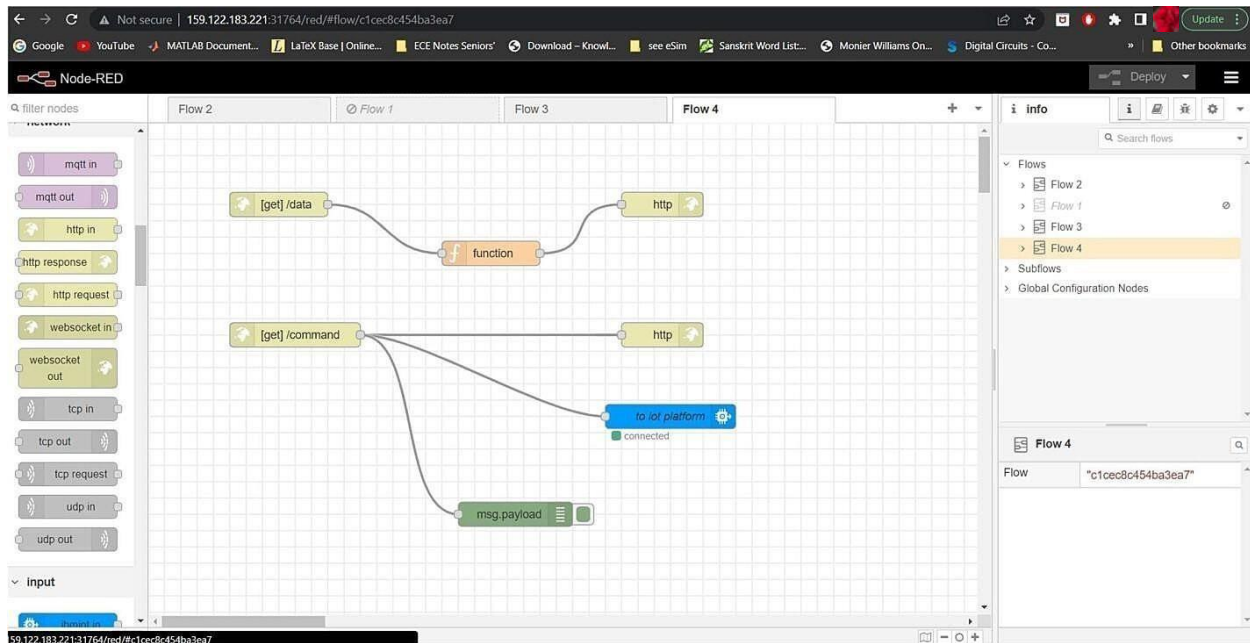 Not secure | 159.122.183.221:31764/red/#flow/c1cec8c454ba3ea7
Update
Google YouTube MATLAB Document... LaTeX Base | Online... ECE Notes Seniors' Download – Knowl... see eSim Sanskrit Word List:... Monier Williams On... Digital Circuits - Co... » Other bookmarks
Node-RED
Deploy
filter nodes
Flow 2 Flow 1 Flow 3 Flow 4
i info
network
mqtt in
mqtt out
http in
http response
http request
websocket in
websocket
out
tcp in
tcp out
tcp request
udp in
udp out
input
ibmiot in
[get] /data
http
function
[get] /command
http
to iot platform
connected
msg.payload
Search flows
Flows
Flow 2
Flow 1
Flow 3
Flow 4
Subflows
Global Configuration Nodes
Flow 4
Flow "c1cec8c454ba3ea7"
59.122.183.221:31764/red/#c1cec8c454ba3ea7